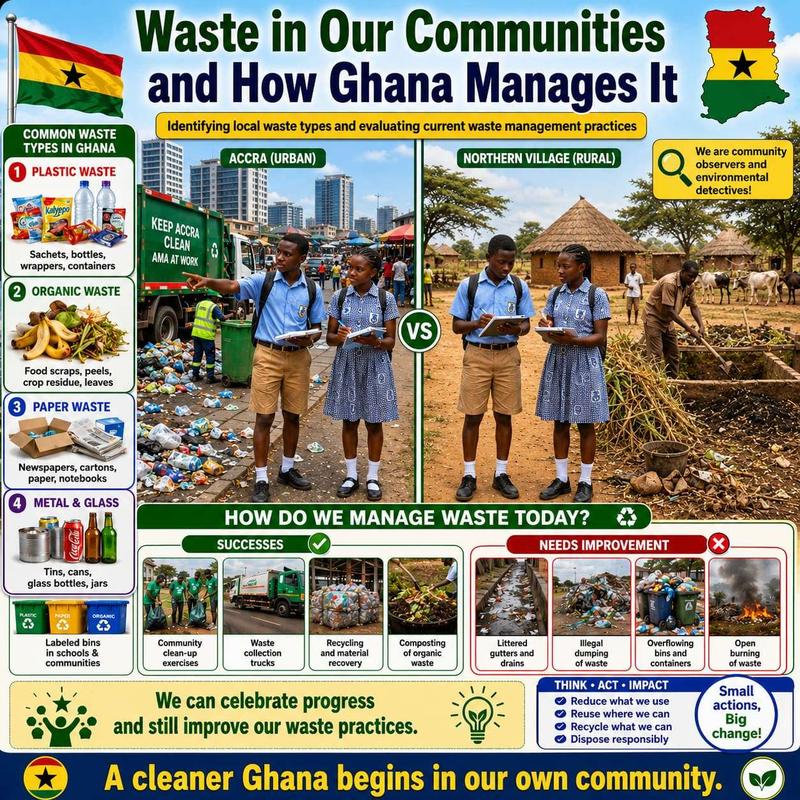 Waste in Our Communities
and How Ghana Manages It
Identifying local waste types and evaluating current waste management practices
COMMON WASTE
TYPES IN GHANA
1 PLASTIC WASTE
Kalyppo
Sachets, bottles,
wrappers, containers
2 ORGANIC WASTE
Food scraps, peels,
crop residue, leaves
3 PAPER WASTE
Newspapers, cartons,
paper, notebooks
4 METAL & GLASS
Coca-Cola
Tins, cans,
glass bottles, jars
PLASTIC
PAPER
ORGANIC
Labeled bins
in schools &
communities
ACCRA (URBAN)
KEEP ACCRA
CLEAN
AMA AT WORK
VS
NORTHERN VILLAGE (RURAL)
We are community
observers and
environmental
detectives!
HOW DO WE MANAGE WASTE TODAY?
SUCCESSES
Community
clean-up
exercises
Waste
collection
trucks
Recycling
and material
recovery
Composting
of organic
waste
NEEDS IMPROVEMENT
Littered
gutters and
drains
Illegal
dumping
of waste
Overflowing
bins and
containers
Open
burning
of waste
We can celebrate progress
and still improve our waste practices.
THINK • ACT • IMPACT
Reduce what we use
Reuse where we can
Recycle what we can
Dispose responsibly
Small
actions,
Big
change!
A cleaner Ghana begins in our own community.